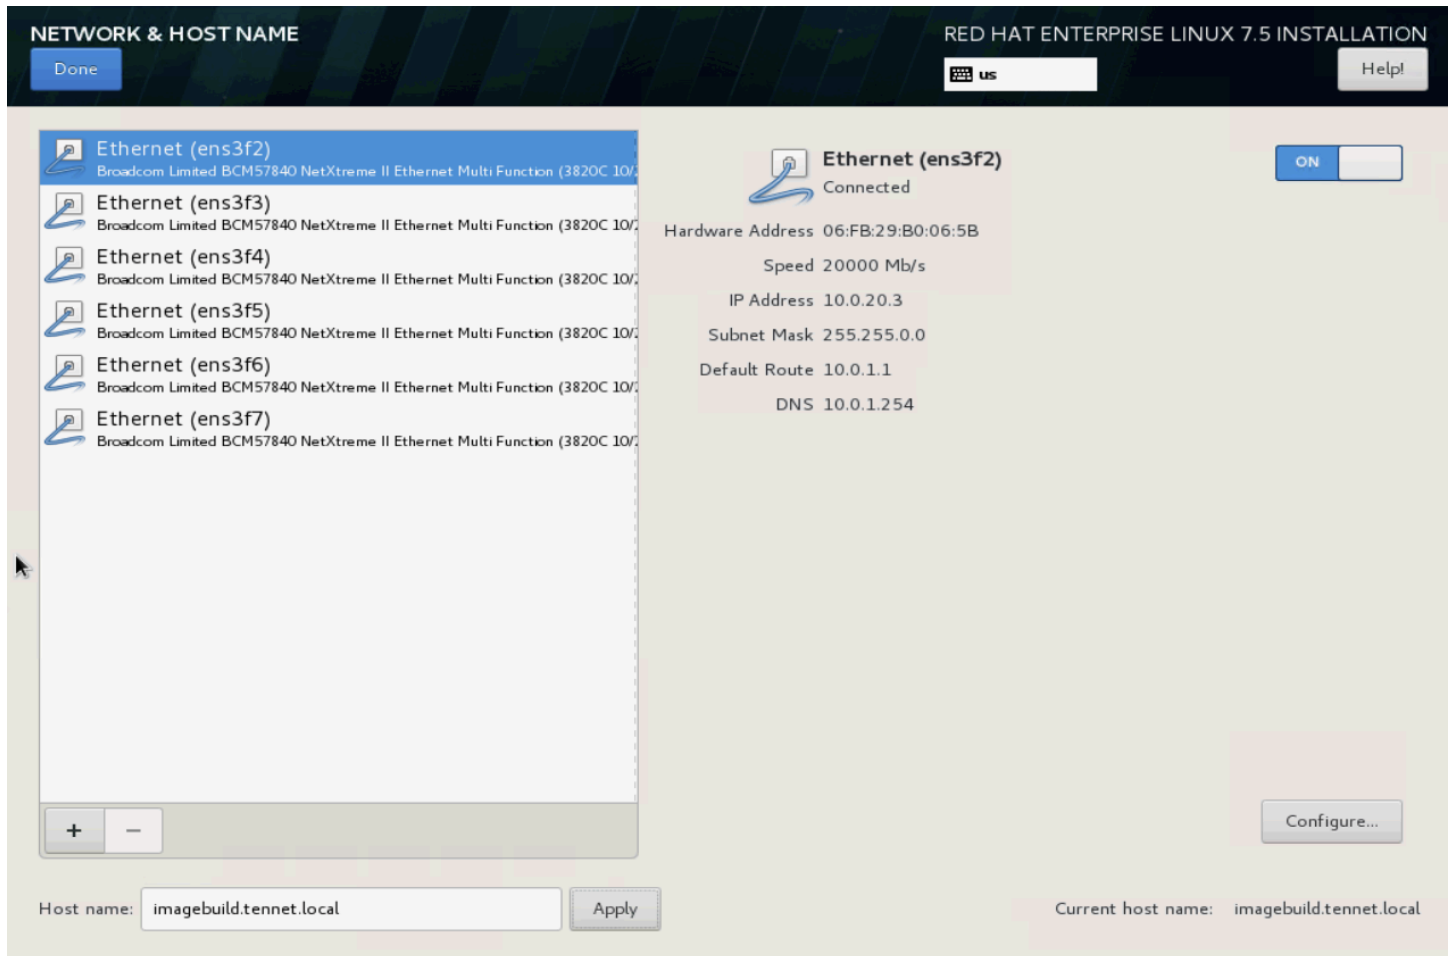 NETWORK & HOST NAME
RED HAT ENTERPRISE LINUX 7.5 INSTALLATION
Done
us
Help!
Ethernet (ens3f2)
Broadcom Limited BCM57840 NetXtreme II Ethernet Multi Function (3820C 10/
Ethernet (ens3f3)
Broadcom Limited BCM57840 NetXtreme II Ethernet Multi Function (3820C 10/
Ethernet (ens3f4)
Broadcom Limited BCM57840 NetXtreme II Ethernet Multi Function (3820C 10/
Ethernet (ens3f5)
Broadcom Limited BCM57840 NetXtreme II Ethernet Multi Function (3820C 10/
Ethernet (ens3f6)
Broadcom Limited BCM57840 NetXtreme II Ethernet Multi Function (3820C 10/
Ethernet (ens3f7)
Broadcom Limited BCM57840 NetXtreme II Ethernet Multi Function (3820C 10/
+ −
Ethernet (ens3f2)
Connected
ON
Hardware Address 06:FB:29:B0:06:5B
Speed 20000 Mb/s
IP Address 10.0.20.3
Subnet Mask 255.255.0.0
Default Route 10.0.1.1
DNS 10.0.1.254
Configure...
Host name: imagebuild.tennet.local
Apply
Current host name: imagebuild.tennet.local